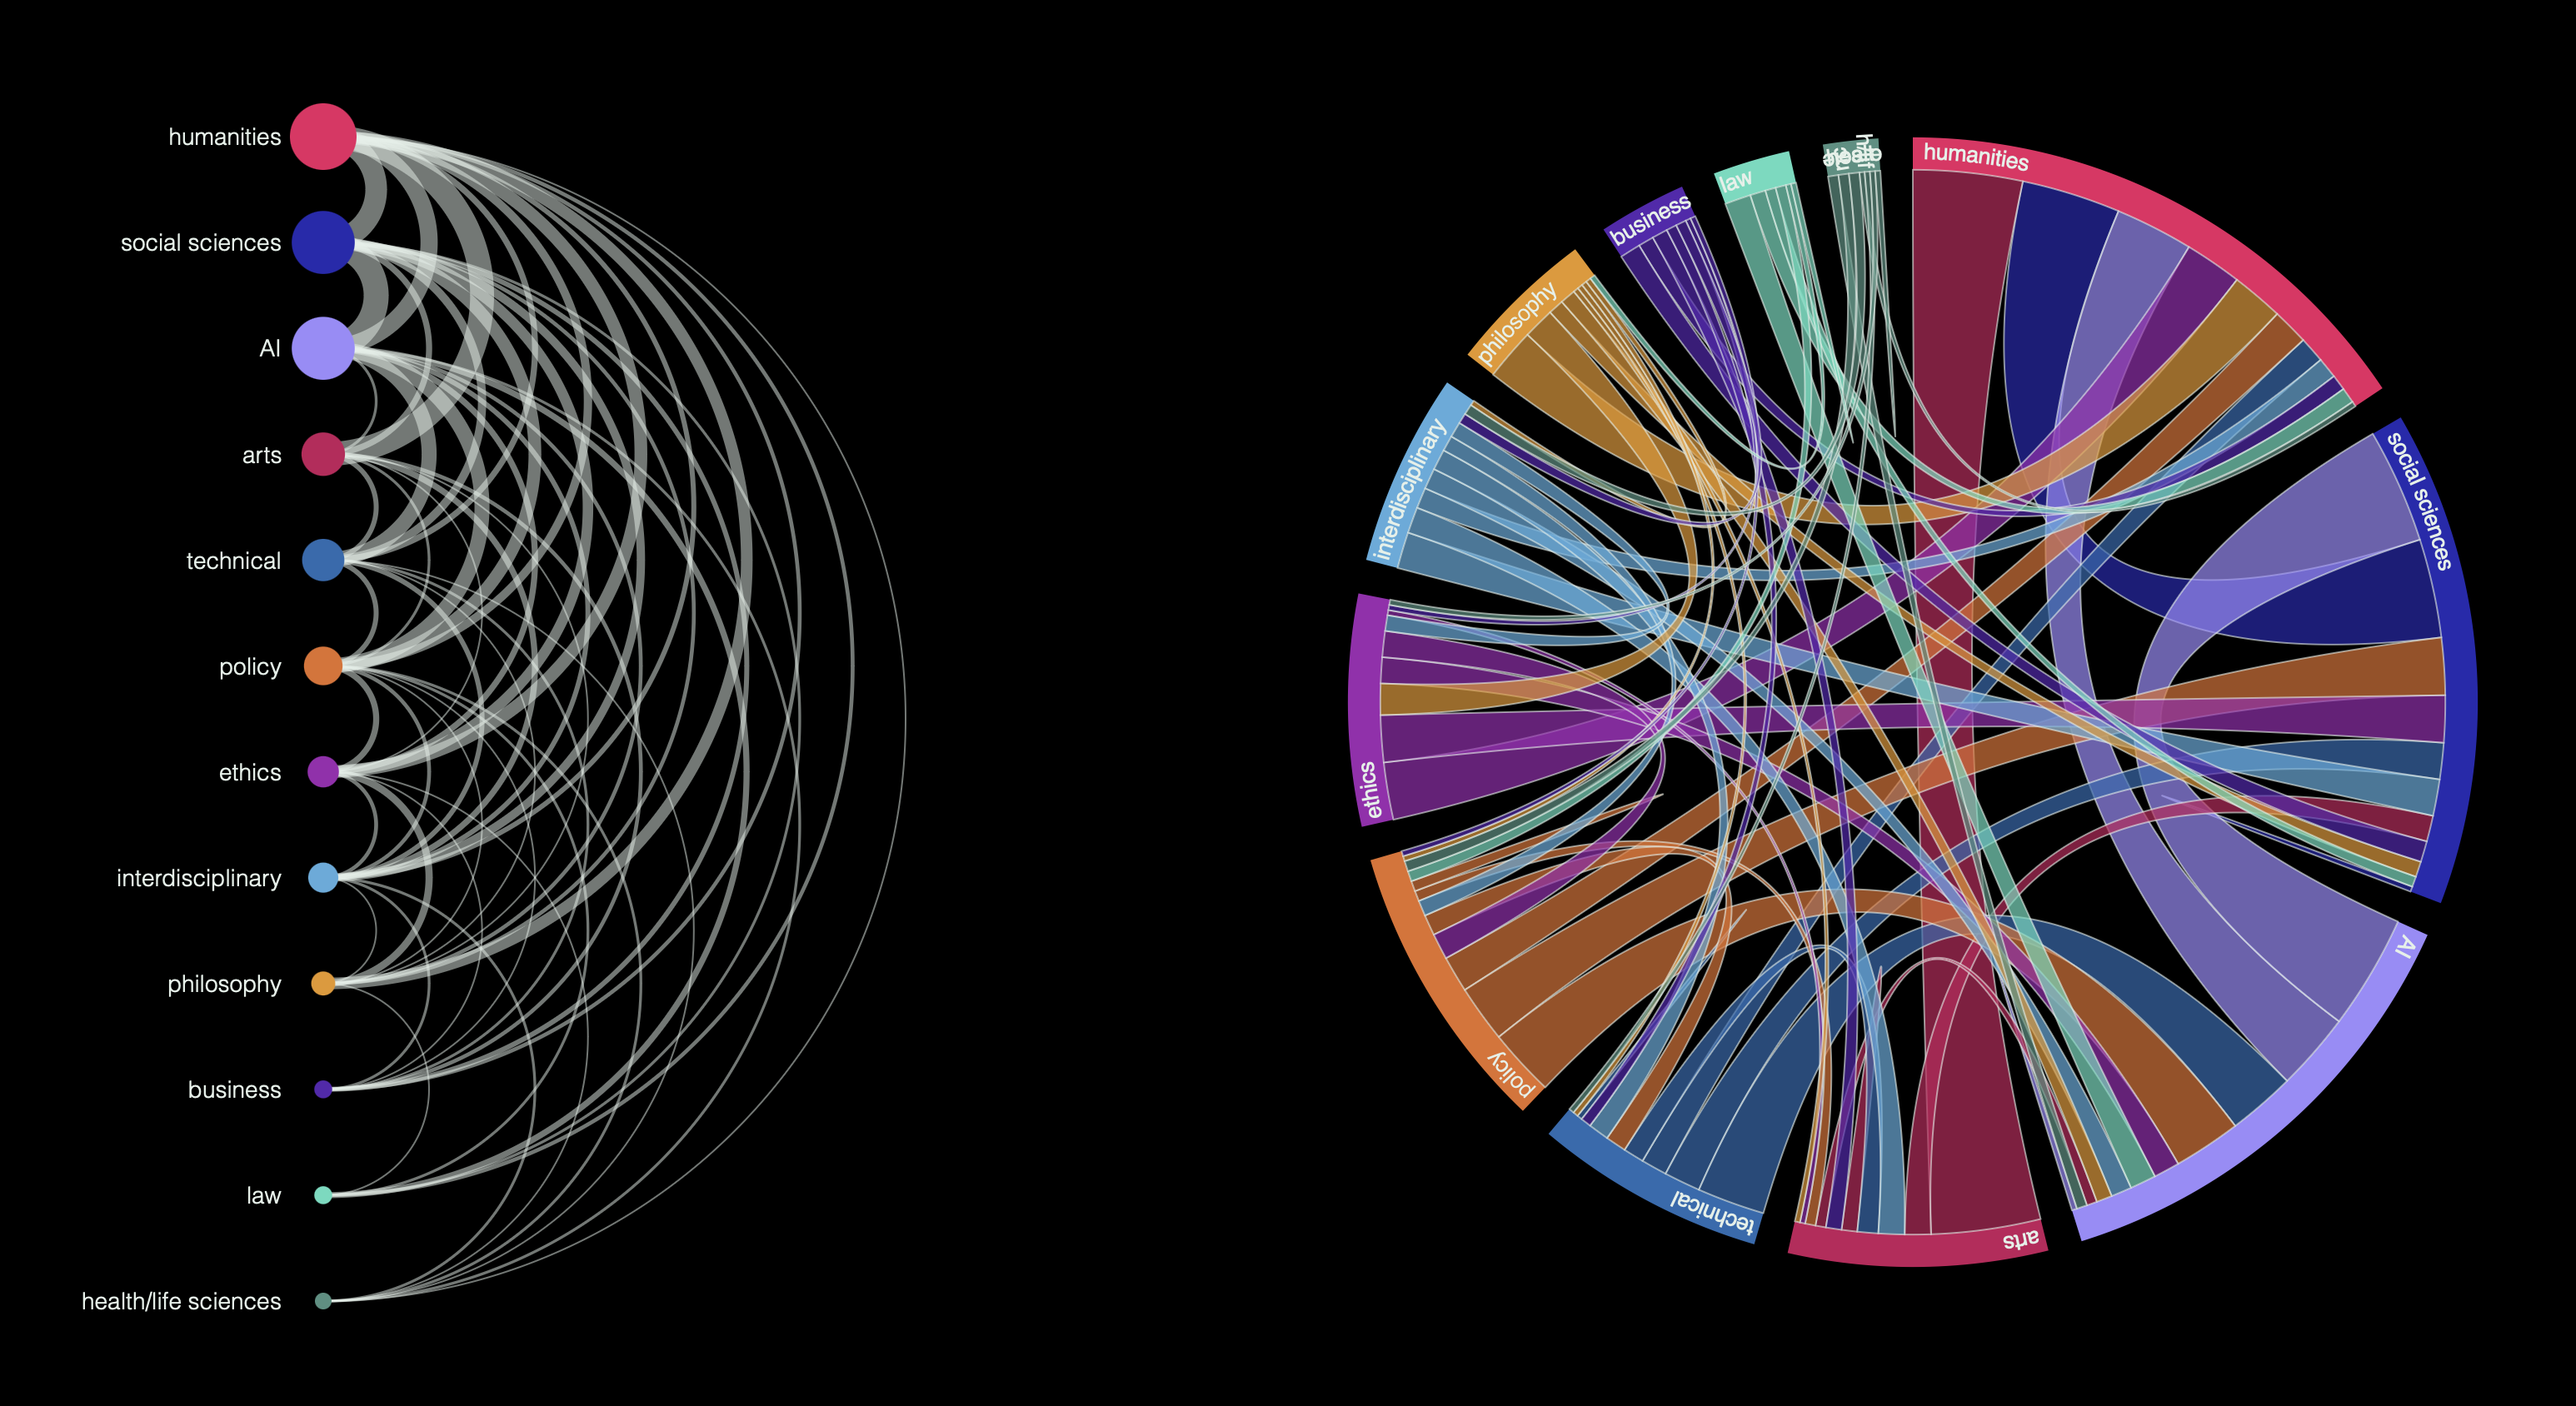 humanities
social sciences
AI
arts
technical
policy
ethics
interdisciplinary
philosophy
business
law
health/life sciences
humanities
social sciences
AI
arts
technical
policy
ethics
interdisciplinary
philosophy
business
law